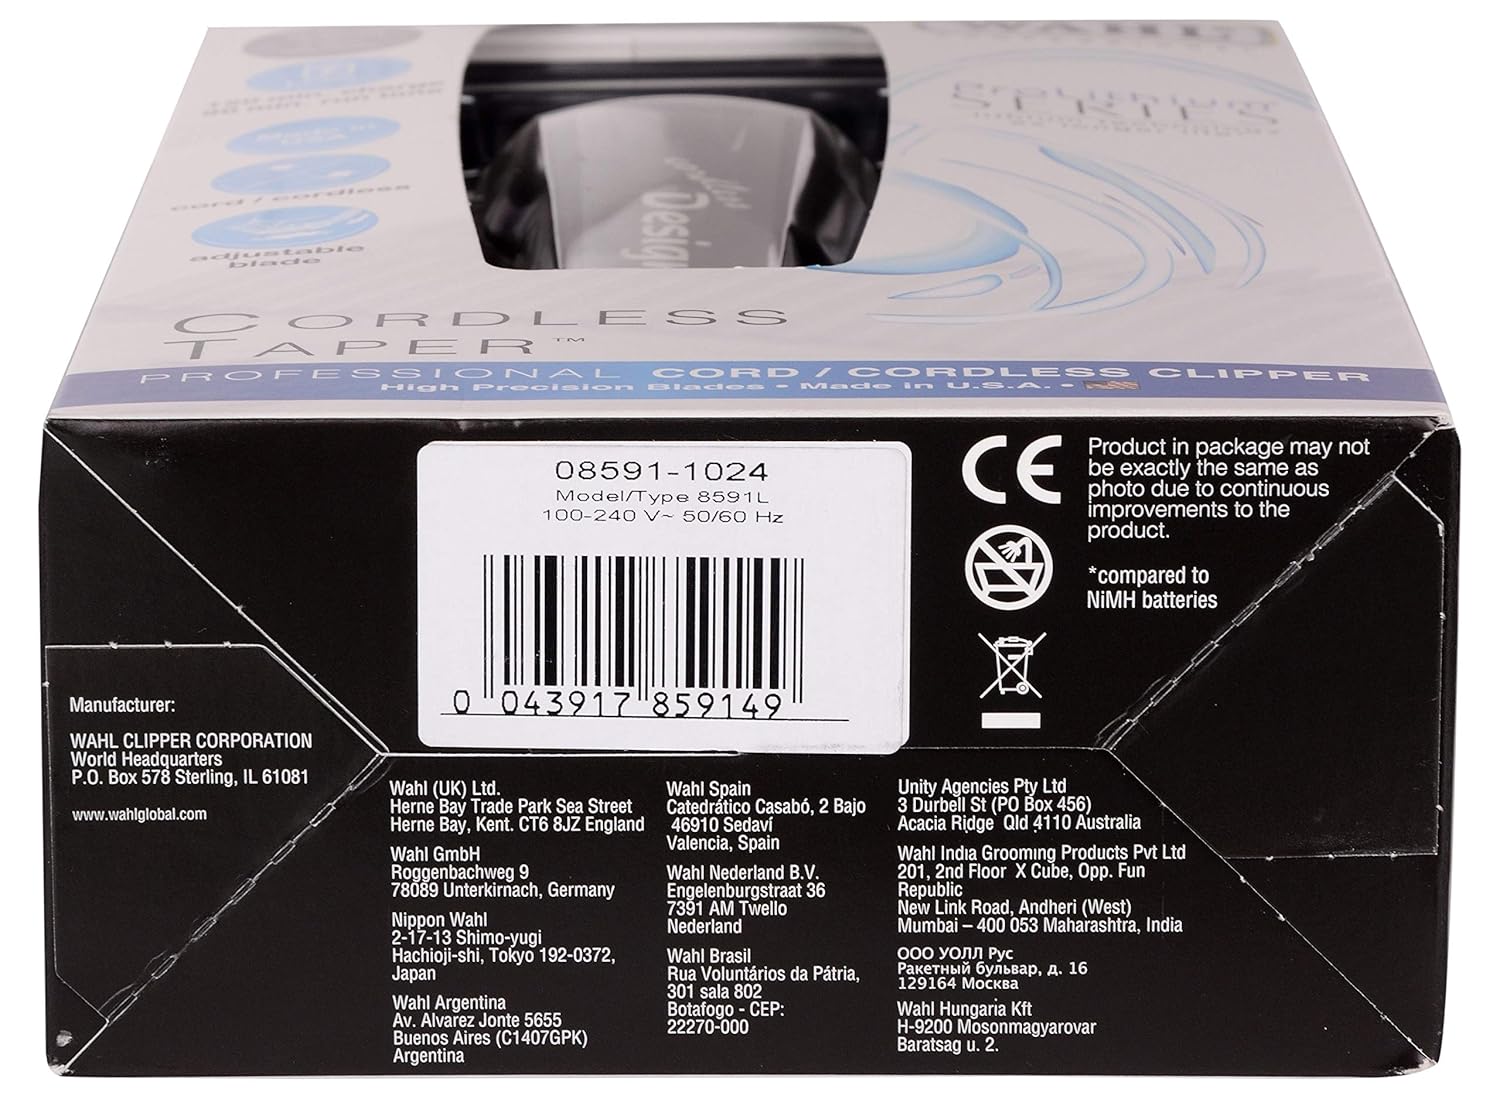 WAHL
SERIES
cord / cordless
adjustable
blade
Design
CORDLESS
TAPER™
PROFESSIONAL CORD / CORDLESS CLIPPER
High Precision Blades • Made in U.S.A. •
08591-1024
Model/Type 8591L
100-240 V~ 50/60 Hz
0 043917 859149
CE
Product in package may not
be exactly the same as
photo due to continuous
improvements to the
product.
*compared to
NiMH batteries
Manufacturer:
WAHL CLIPPER CORPORATION
World Headquarters
P.O. Box 578 Sterling, IL 61081
www.wahlglobal.com
Wahl (UK) Ltd.
Herne Bay Trade Park Sea Street
Herne Bay, Kent. CT6 8JZ England
Wahl GmbH
Roggenbachweg 9
78089 Unterkirnach, Germany
Nippon Wahl
2-17-13 Shimo-yugi
Hachioji-shi, Tokyo 192-0372,
Japan
Wahl Argentina
Av. Alvarez Jonte 5655
Buenos Aires (C1407GPK)
Argentina
Wahl Spain
Catedrático Casabó, 2 Bajo
46910 Sedaví
Valencia, Spain
Wahl Nederland B.V.
Engelenburgstraat 36
7391 AM Twello
Nederland
Wahl Brasil
Rua Voluntários da Pátria,
301 sala 802
Botafogo - CEP:
22270-000
Unity Agencies Pty Ltd
3 Durbell St (PO Box 456)
Acacia Ridge Qld 4110 Australia
Wahl India Grooming Products Pvt Ltd
201, 2nd Floor X Cube, Opp. Fun
Republic
New Link Road, Andheri (West)
Mumbai – 400 053 Maharashtra, India
ООО УОЛЛ Рус
Ракетный бульвар, д. 16
129164 Москва
Wahl Hungaria Kft
H-9200 Mosonmagyarovar
Baratsag u. 2.